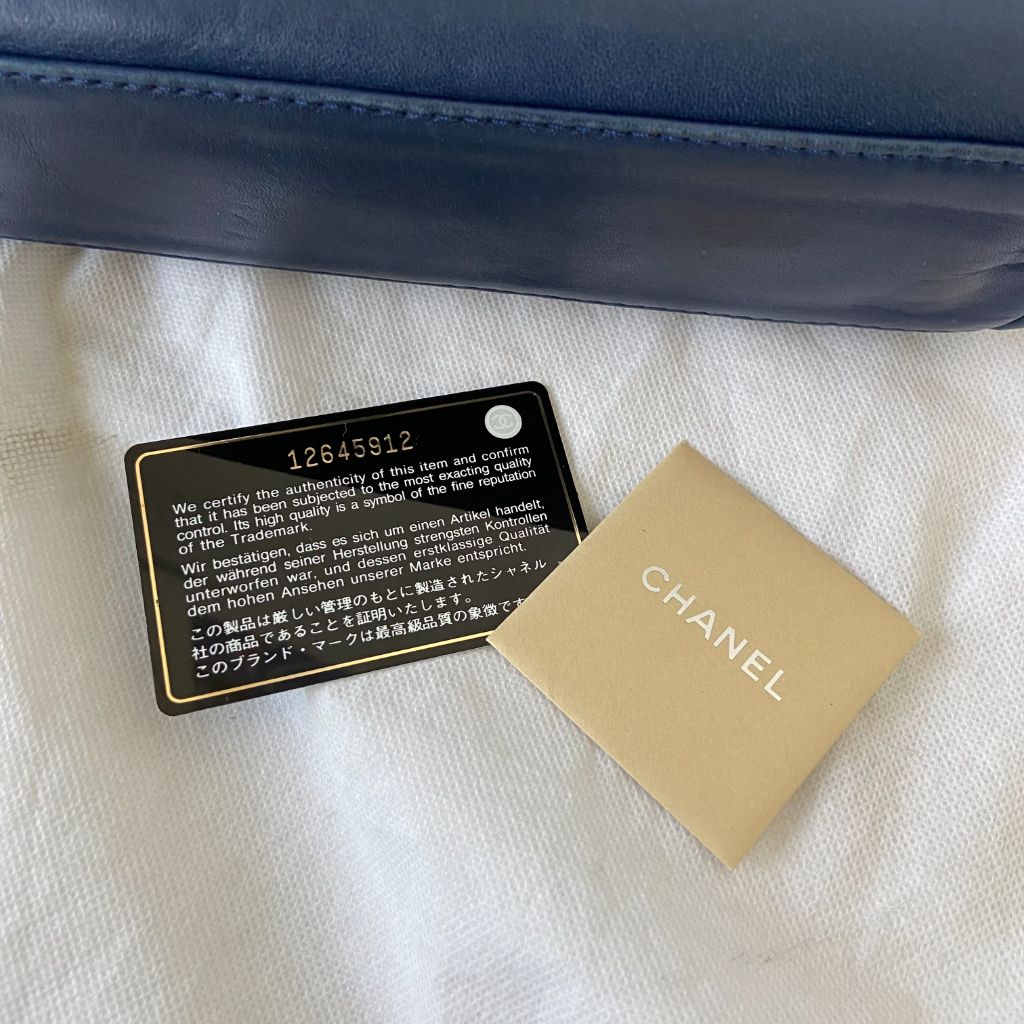 12645912
We certify the authenticity of this item and confirm
that it has been subjected to the most exacting quality
control. Its high quality is a symbol of the fine reputation
of the Trademark.
Wir bestätigen, dass es sich um einen Artikel handelt,
der während seiner Herstellung strengsten Kontrollen
unterworfen war, und dessen erstklassige Qualität
dem hohen Ansehen unserer Marke entspricht.
この製品は厳しい管理のもとに製造されたシャネル
社の商品であることを証明いたします。
このブランド・マークは最高級品質の象徴です
CHANEL